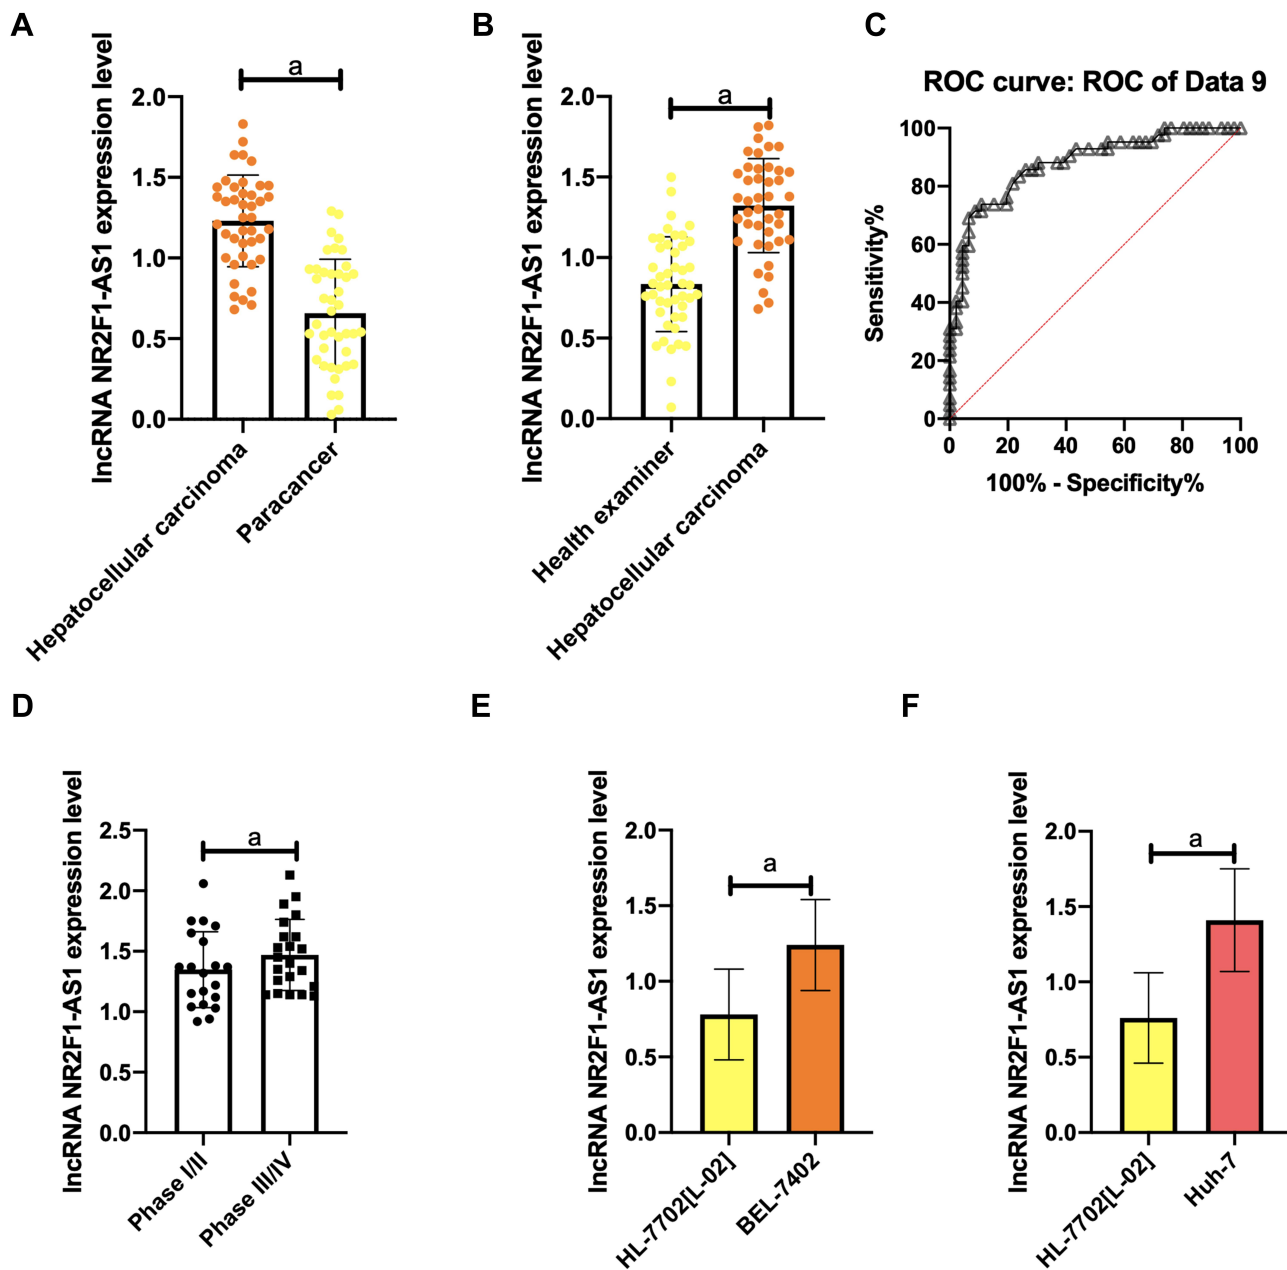 A
lncRNA NR2F1-AS1 expression level
2.0
1.5
1.0
0.5
0.0
a
Hepatocellular carcinoma
Paracancer
B
lncRNA NR2F1-AS1 expression level
2.0
1.5
1.0
0.5
0.0
a
Health examiner
Hepatocellular carcinoma
C
ROC curve: ROC of Data 9
Sensitivity%
100
80
60
40
20
0
0 20 40 60 80 100
100% - Specificity%
D
lncRNA NR2F1-AS1 expression level
2.5
2.0
1.5
1.0
0.5
0.0
a
Phase I/II
Phase III/IV
E
lncRNA NR2F1-AS1 expression level
2.0
1.5
1.0
0.5
0.0
a
HL-7702[L-02]
BEL-7402
F
lncRNA NR2F1-AS1 expression level
2.0
1.5
1.0
0.5
0.0
a
HL-7702[L-02]
Huh-7